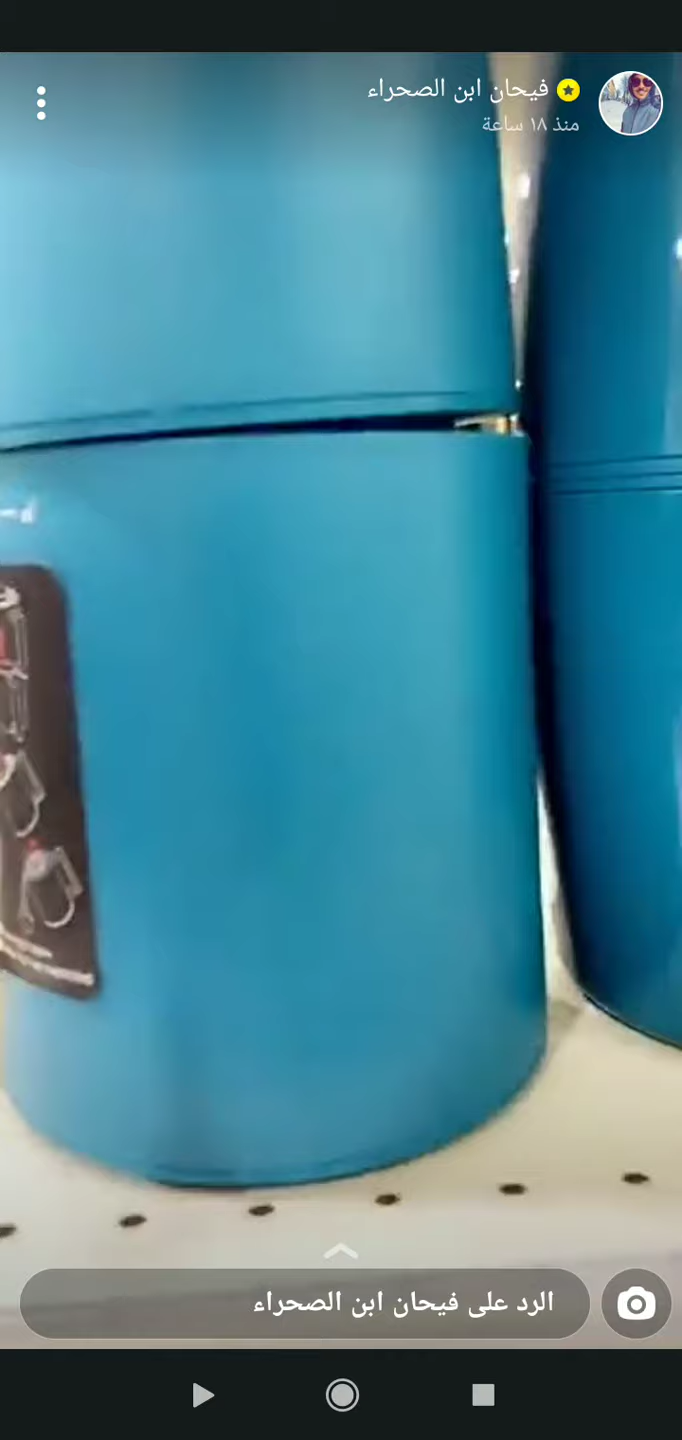 فيحان ابن الصحراء
منذ ١٨ ساعة
الرد على فيحان ابن الصحراء